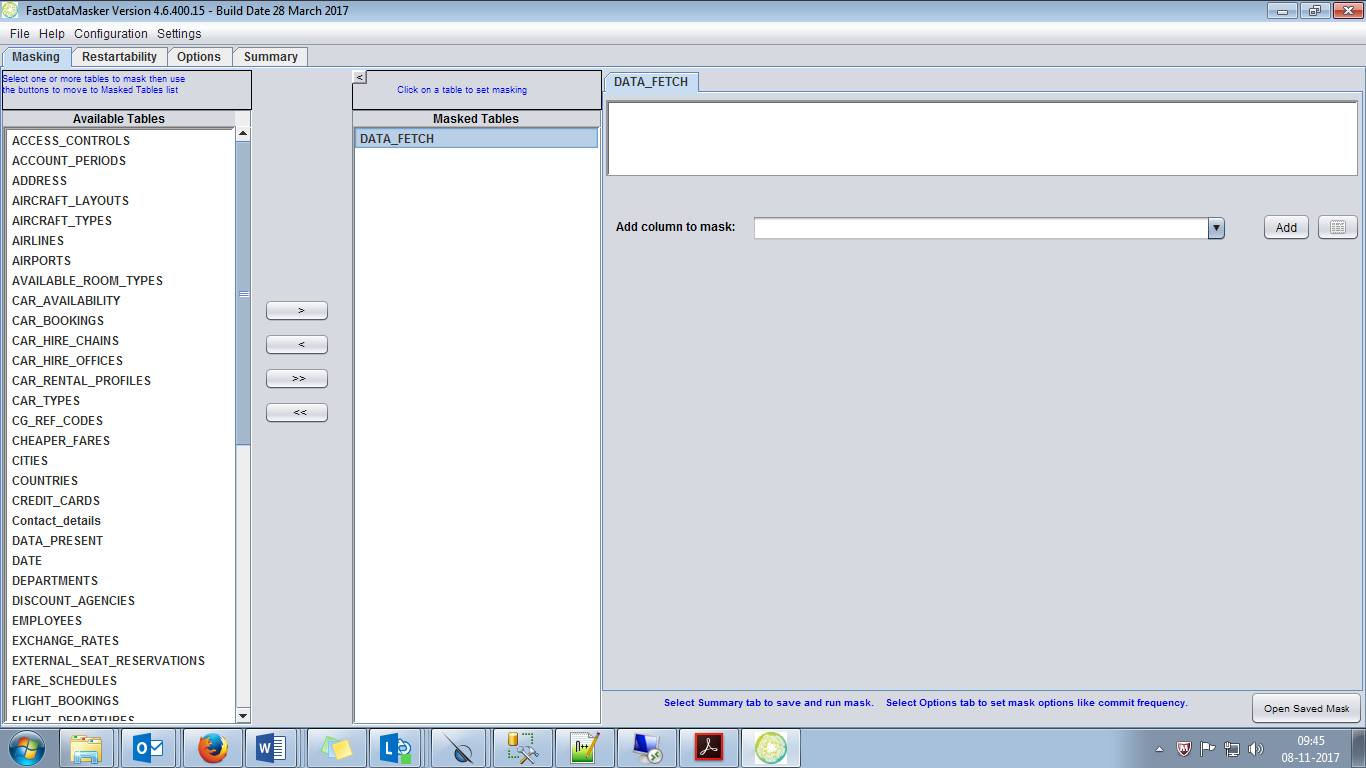 FastDataMasker Version 4.6.400.15 - Build Date 28 March 2017
File Help Configuration Settings
Masking Restartability Options Summary
Select one or more tables to mask then use
the buttons to move to Masked Tables list
Available Tables
ACCESS_CONTROLS
ACCOUNT_PERIODS
ADDRESS
AIRCRAFT_LAYOUTS
AIRCRAFT_TYPES
AIRLINES
AIRPORTS
AVAILABLE_ROOM_TYPES
CAR_AVAILABILITY
CAR_BOOKINGS
CAR_HIRE_CHAINS
CAR_HIRE_OFFICES
CAR_RENTAL_PROFILES
CAR_TYPES
CG_REF_CODES
CHEAPER_FARES
CITIES
COUNTRIES
CREDIT_CARDS
Contact_details
DATA_PRESENT
DATE
DEPARTMENTS
DISCOUNT_AGENCIES
EMPLOYEES
EXCHANGE_RATES
EXTERNAL_SEAT_RESERVATIONS
FARE_SCHEDULES
FLIGHT_BOOKINGS
FLIGHT_DEPARTURES
>
<
>>
<<
<
Click on a table to set masking
Masked Tables
DATA_FETCH
DATA_FETCH
Add column to mask:
Add
Select Summary tab to save and run mask. Select Options tab to set mask options like commit frequency.
Open Saved Mask
09:45
08-11-2017